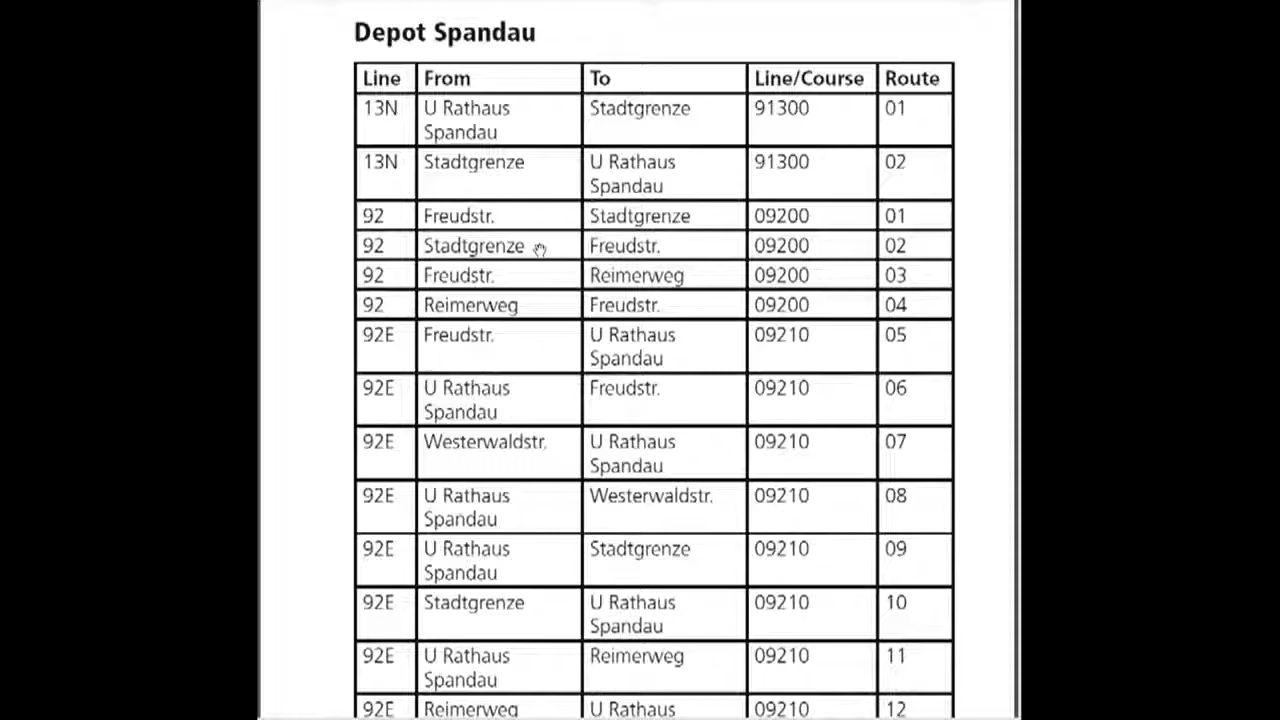 Depot Spandau
Line From To Line/Course Route
13N U Rathaus Spandau Stadtgrenze 91300 01
13N Stadtgrenze U Rathaus Spandau 91300 02
92 Freudstr. Stadtgrenze 09200 01
92 Stadtgrenze Freudstr. 09200 02
92 Freudstr. Reimerweg 09200 03
92 Reimerweg Freudstr. 09200 04
92E Freudstr. U Rathaus Spandau 09210 05
92E U Rathaus Spandau Freudstr. 09210 06
92E Westerwaldstr. U Rathaus Spandau 09210 07
92E U Rathaus Spandau Westerwaldstr. 09210 08
92E U Rathaus Spandau Stadtgrenze 09210 09
92E Stadtgrenze U Rathaus Spandau 09210 10
92E U Rathaus Spandau Reimerweg 09210 11
92E Reimerweg U Rathaus 09210 12